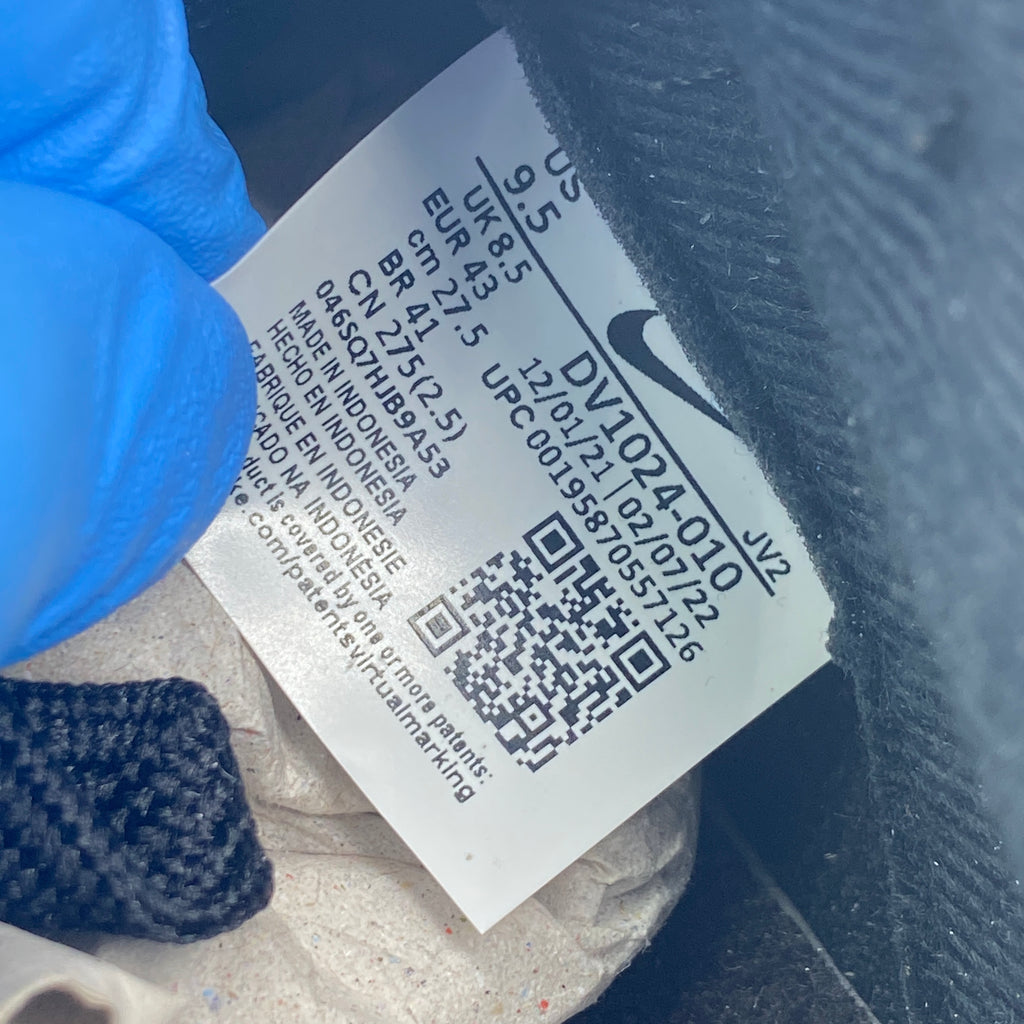 US
9.5
UK 8.5
EUR 43
cm 27.5
BR 41
CN 275(2.5)
046SQ7HJB9A53
MADE IN INDONESIA
HECHO EN INDONESIA
FABRIQUE EN INDONESIE
CADO NA INDONÉSIA
duct is covered by one or more patents:
ke.com/patentsvirtualmarking
JV2
DV1024-010
12/01/21 | 02/07/22
UPC 00195870557126